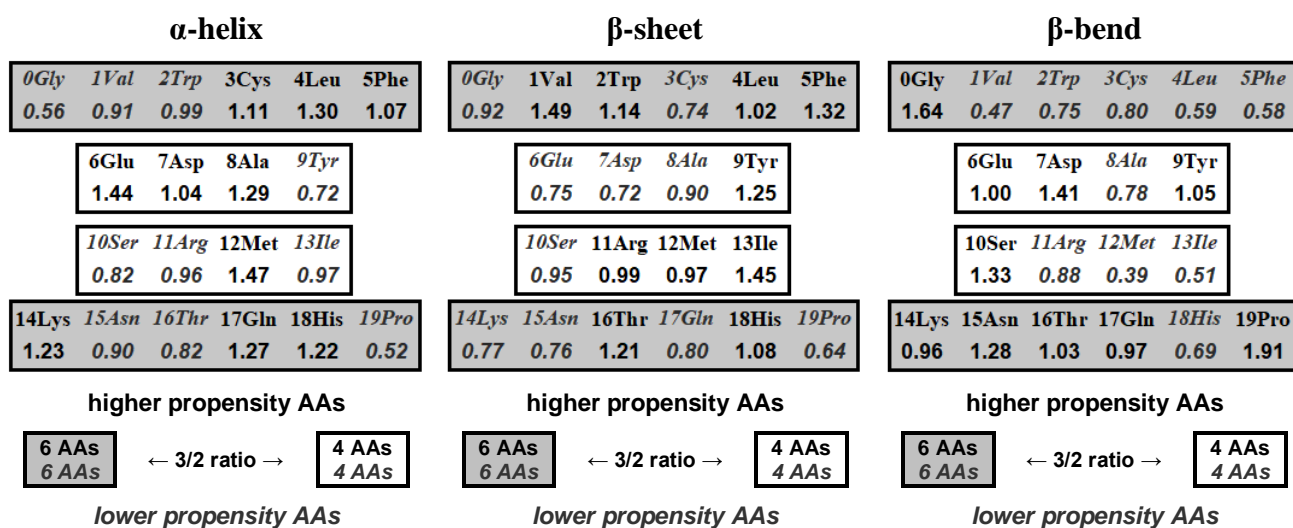 α-helix β-sheet β-bend
0Gly 1Val 2Trp 3Cys 4Leu 5Phe 0Gly 1Val 2Trp 3Cys 4Leu 5Phe 0Gly 1Val 2Trp 3Cys 4Leu 5Phe
0.56 0.91 0.99 1.11 1.30 1.07 0.92 1.49 1.14 0.74 1.02 1.32 1.64 0.47 0.75 0.80 0.59 0.58
6Glu 7Asp 8Ala 9Tyr 6Glu 7Asp 8Ala 9Tyr 6Glu 7Asp 8Ala 9Tyr
1.44 1.04 1.29 0.72 0.75 0.72 0.90 1.25 1.00 1.41 0.78 1.05
10Ser 11Arg 12Met 13Ile 10Ser 11Arg 12Met 13Ile 10Ser 11Arg 12Met 13Ile
0.82 0.96 1.47 0.97 0.95 0.99 0.97 1.45 1.33 0.88 0.39 0.51
14Lys 15Asn 16Thr 17Gln 18His 19Pro 14Lys 15Asn 16Thr 17Gln 18His 19Pro 14Lys 15Asn 16Thr 17Gln 18His 19Pro
1.23 0.90 0.82 1.27 1.22 0.52 0.77 0.76 1.21 0.80 1.08 0.64 0.96 1.28 1.03 0.97 0.69 1.91
higher propensity AAs higher propensity AAs higher propensity AAs
6 AAs 4 AAs 6 AAs 4 AAs 6 AAs 4 AAs
← 3/2 ratio → ← 3/2 ratio → ← 3/2 ratio →
6 AAs 4 AAs 6 AAs 4 AAs 6 AAs 4 AAs
lower propensity AAs lower propensity AAs lower propensity AAs